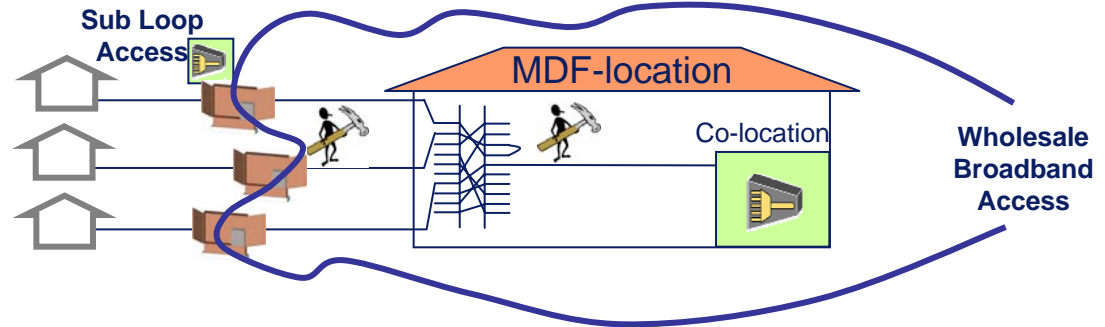 Sub Loop
Access
MDF-location
Co-location
Wholesale
Broadband
Access